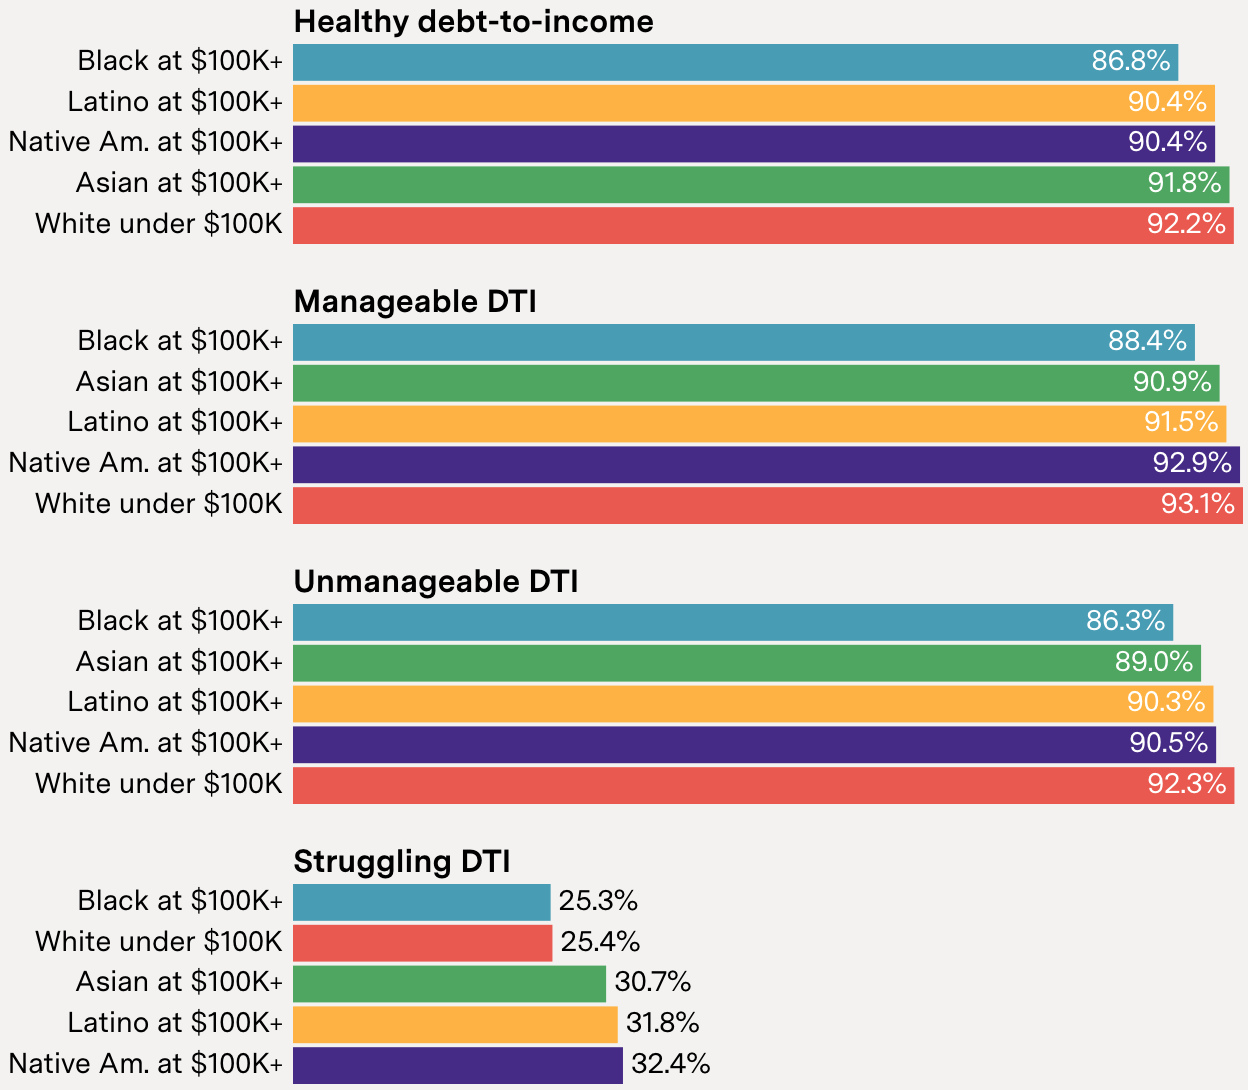 Healthy debt-to-income
Black at $100K+ 86.8%
Latino at $100K+ 90.4%
Native Am. at $100K+ 90.4%
Asian at $100K+ 91.8%
White under $100K 92.2%
Manageable DTI
Black at $100K+ 88.4%
Asian at $100K+ 90.9%
Latino at $100K+ 91.5%
Native Am. at $100K+ 92.9%
White under $100K 93.1%
Unmanageable DTI
Black at $100K+ 86.3%
Asian at $100K+ 89.0%
Latino at $100K+ 90.3%
Native Am. at $100K+ 90.5%
White under $100K 92.3%
Struggling DTI
Black at $100K+ 25.3%
White under $100K 25.4%
Asian at $100K+ 30.7%
Latino at $100K+ 31.8%
Native Am. at $100K+ 32.4%